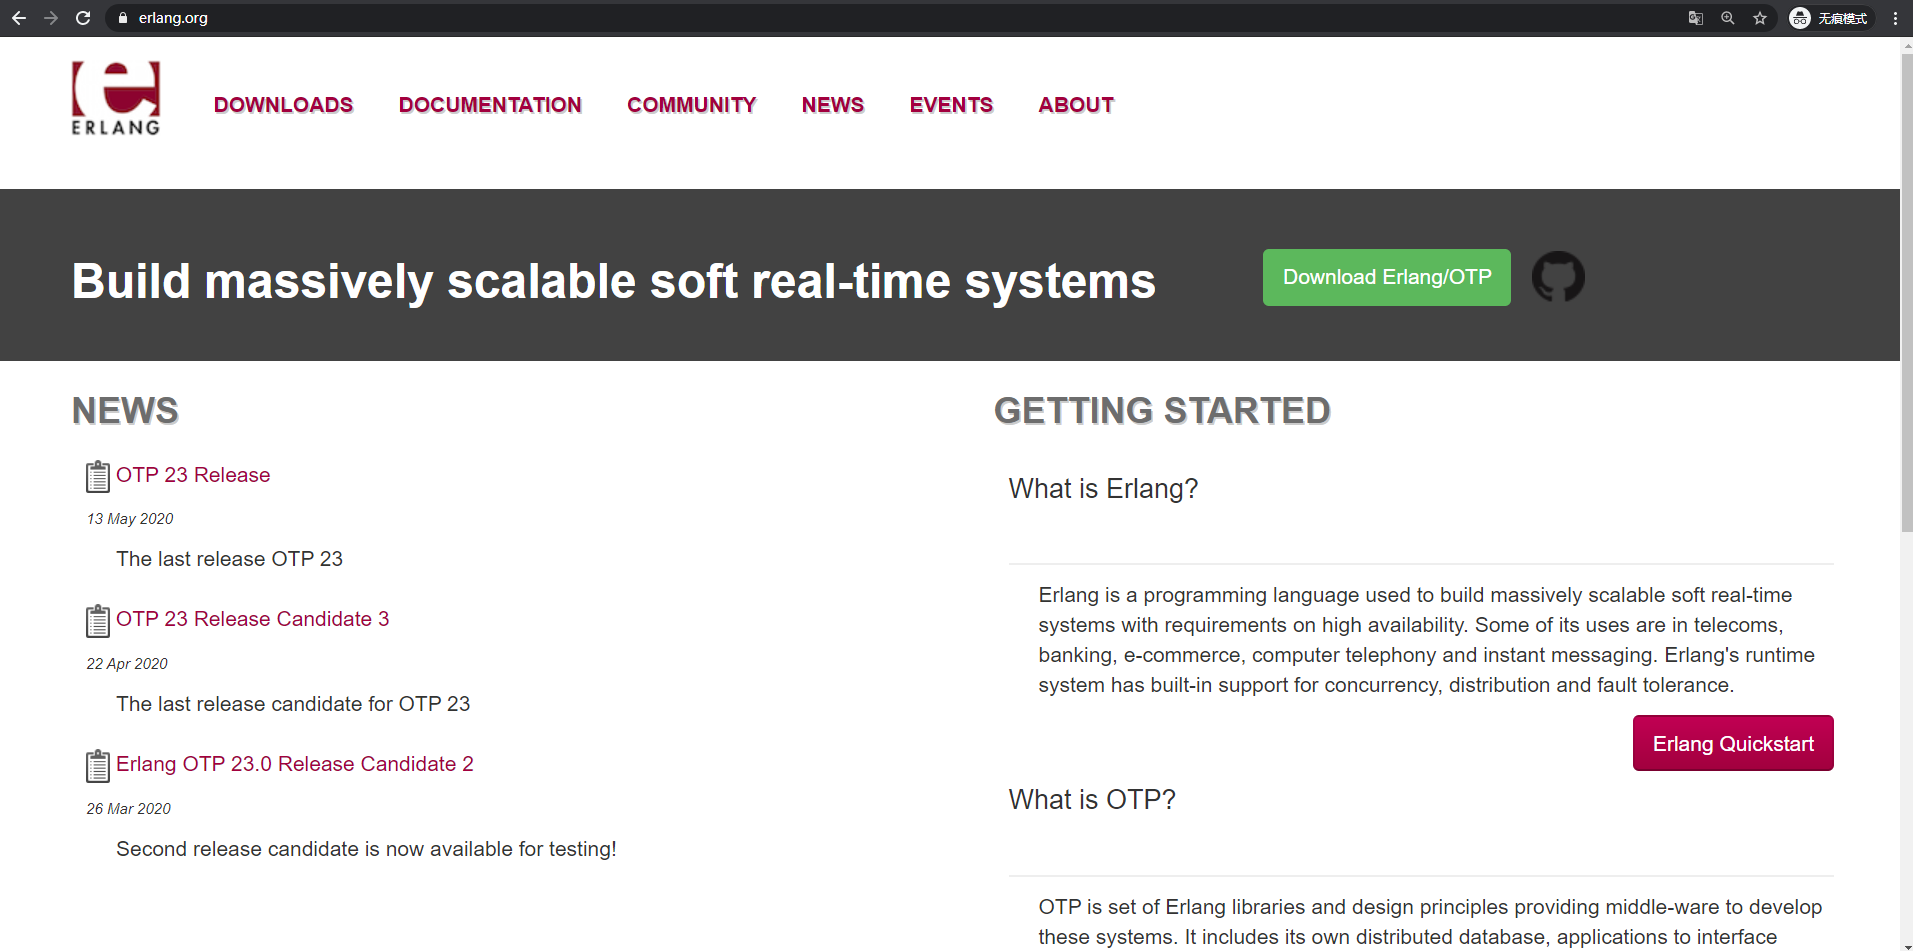 erlang.org
无痕模式
ERLANG
DOWNLOADS DOCUMENTATION COMMUNITY NEWS EVENTS ABOUT
Build massively scalable soft real-time systems
Download Erlang/OTP
NEWS
OTP 23 Release
13 May 2020
The last release OTP 23
OTP 23 Release Candidate 3
22 Apr 2020
The last release candidate for OTP 23
Erlang OTP 23.0 Release Candidate 2
26 Mar 2020
Second release candidate is now available for testing!
GETTING STARTED
What is Erlang?
Erlang is a programming language used to build massively scalable soft real-time
systems with requirements on high availability. Some of its uses are in telecoms,
banking, e-commerce, computer telephony and instant messaging. Erlang's runtime
system has built-in support for concurrency, distribution and fault tolerance.
Erlang Quickstart
What is OTP?
OTP is set of Erlang libraries and design principles providing middle-ware to develop
these systems. It includes its own distributed database, applications to interface